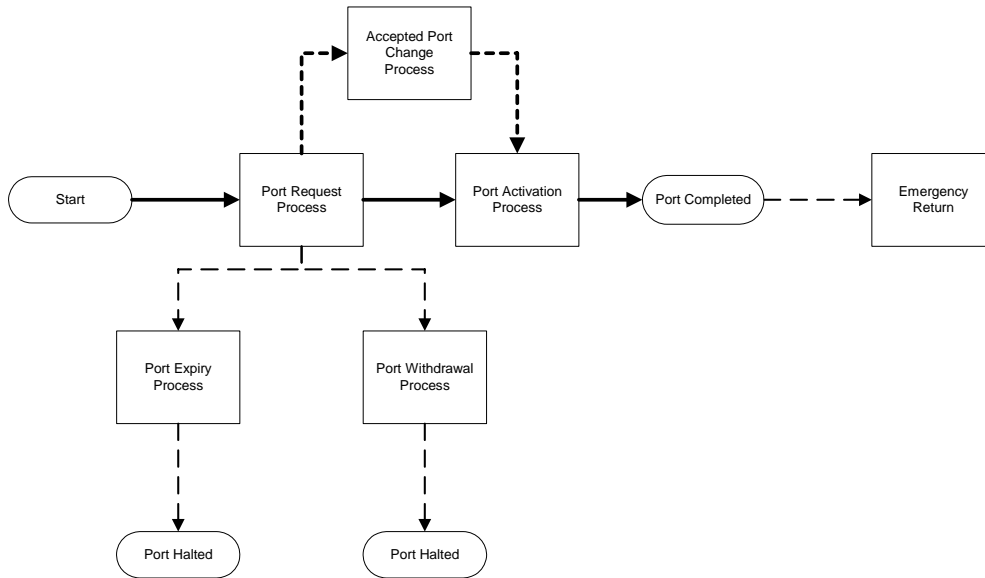 Accepted Port
Change
Process
Start
Port Request
Process
Port Activation
Process
Port Completed
Emergency
Return
Port Expiry
Process
Port Withdrawal
Process
Port Halted
Port Halted